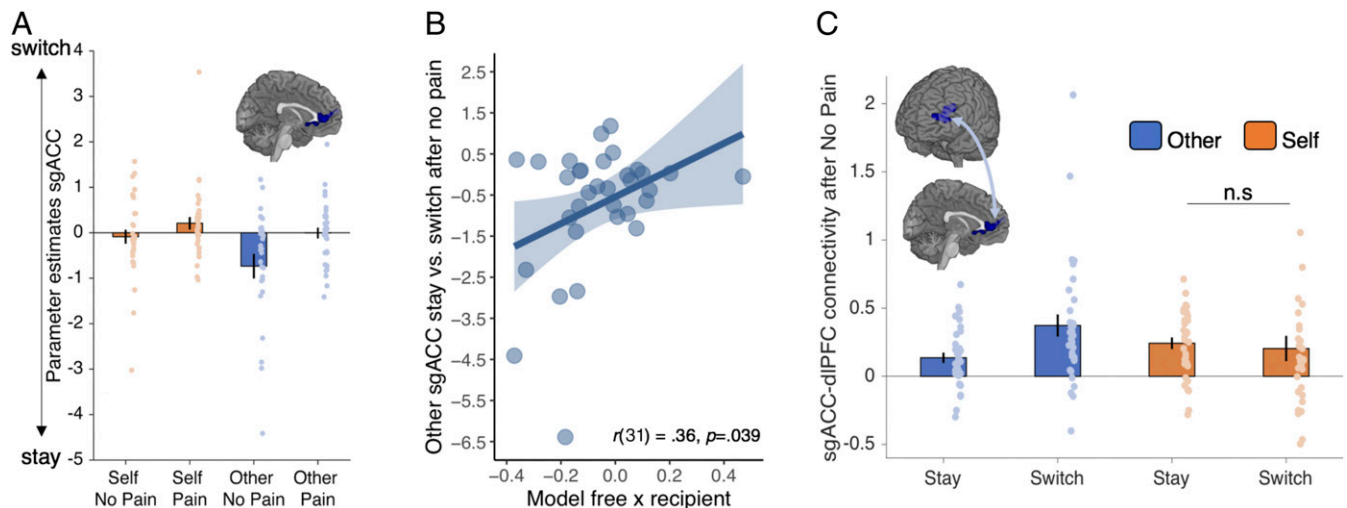 A
switch
4
3
2
1
0
-1
-2
-3
-4
-5
stay
Parameter estimates sgACC
Self
No Pain
Self
Pain
Other
No Pain
Other
Pain
B
Other sgACC stay vs. switch after no pain
2.5
1.5
0.5
−0.5
−1.5
−2.5
−3.5
−4.5
−5.5
−6.5
r(31) = .36, p=.039
−0.4
−0.2
0.0
0.2
0.4
Model free x recipient
C
sgACC-dlPFC connectivity after No Pain
2
1.5
1
0.5
0
-0.5
Other
Self
n.s
Stay
Switch
Stay
Switch